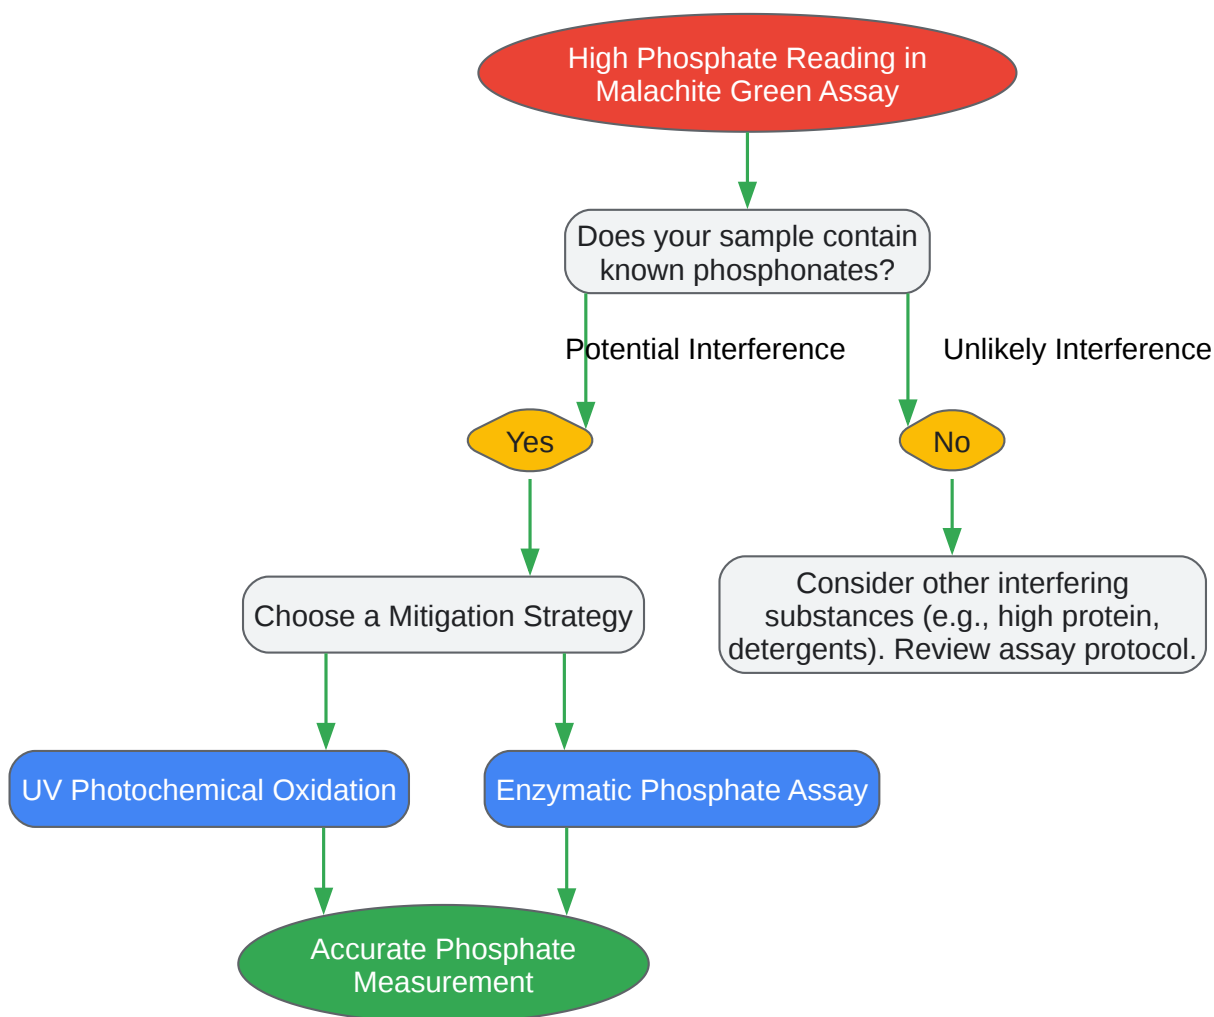 High Phosphate Reading in
Malachite Green Assay
Does your sample contain
known phosphonates?
Potential Interference
Unlikely Interference
Yes
No
Choose a Mitigation Strategy
Consider other interfering
substances (e.g., high protein,
detergents). Review assay protocol.
UV Photochemical Oxidation
Enzymatic Phosphate Assay
Accurate Phosphate
Measurement